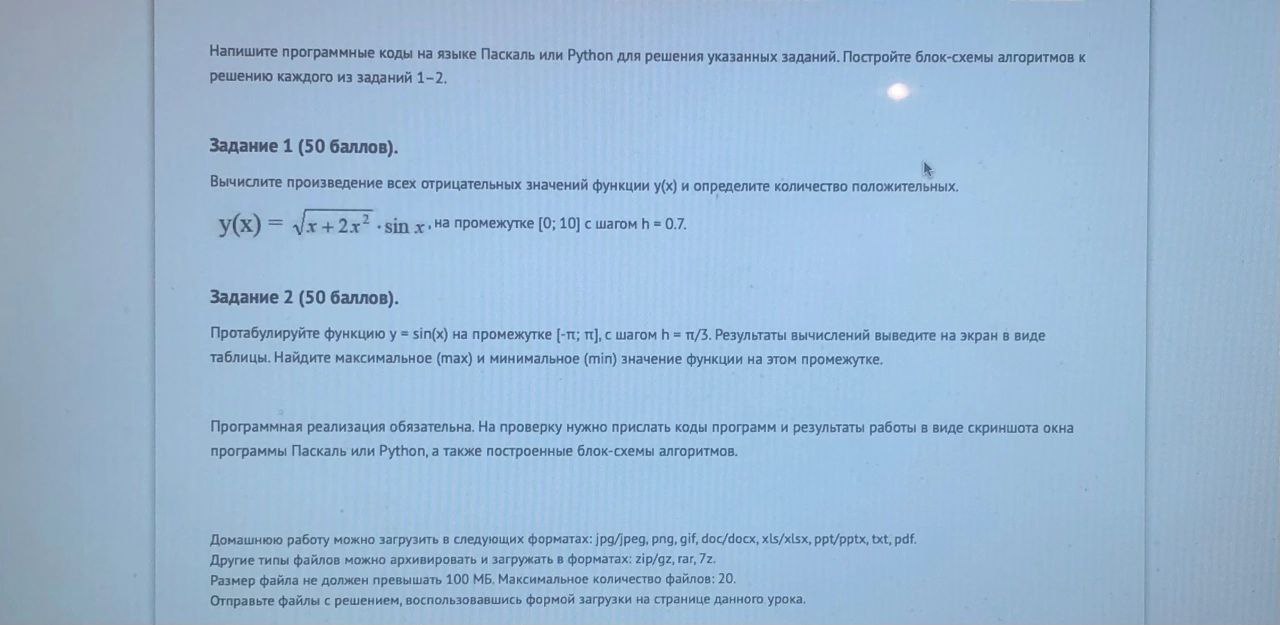 Напишите программные коды на языке Паскаль или Python для решения указанных заданий. Постройте блок-схемы алгоритмов к
решению каждого из заданий 1–2.
Задание 1 (50 баллов).
Вычислите произведение всех отрицательных значений функции y(x) и определите количество положительных.
y(x) = √(x + 2x²) · sin x, на промежутке [0; 10] с шагом h = 0.7.
Задание 2 (50 баллов).
Протабулируйте функцию y = sin(x) на промежутке [-π; π], с шагом h = π/3. Результаты вычислений выведите на экран в виде
таблицы. Найдите максимальное (max) и минимальное (min) значение функции на этом промежутке.
Программная реализация обязательна. На проверку нужно прислать коды программ и результаты работы в виде скриншота окна
программы Паскаль или Python, а также построенные блок-схемы алгоритмов.
Домашнюю работу можно загрузить в следующих форматах: jpg/jpeg, png, gif, doc/docx, xls/xlsx, ppt/pptx, txt, pdf.
Другие типы файлов можно архивировать и загружать в форматах: zip/gz, rar, 7z.
Размер файла не должен превышать 100 МБ. Максимальное количество файлов: 20.
Отправьте файлы с решением, воспользовавшись формой загрузки на странице данного урока.